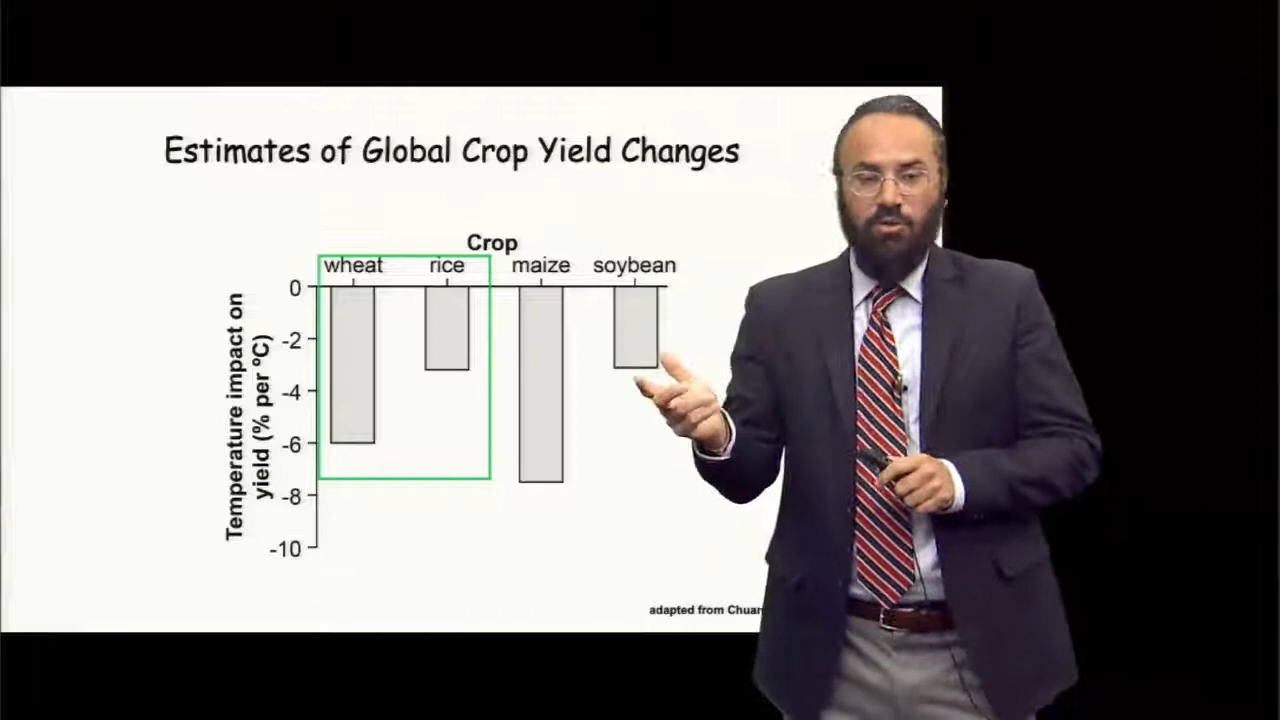 Estimates of Global Crop Yield Changes
Crop
wheat rice maize soybean
Temperature impact on
yield (% per ºC)
0
-2
-4
-6
-8
-10
adapted from